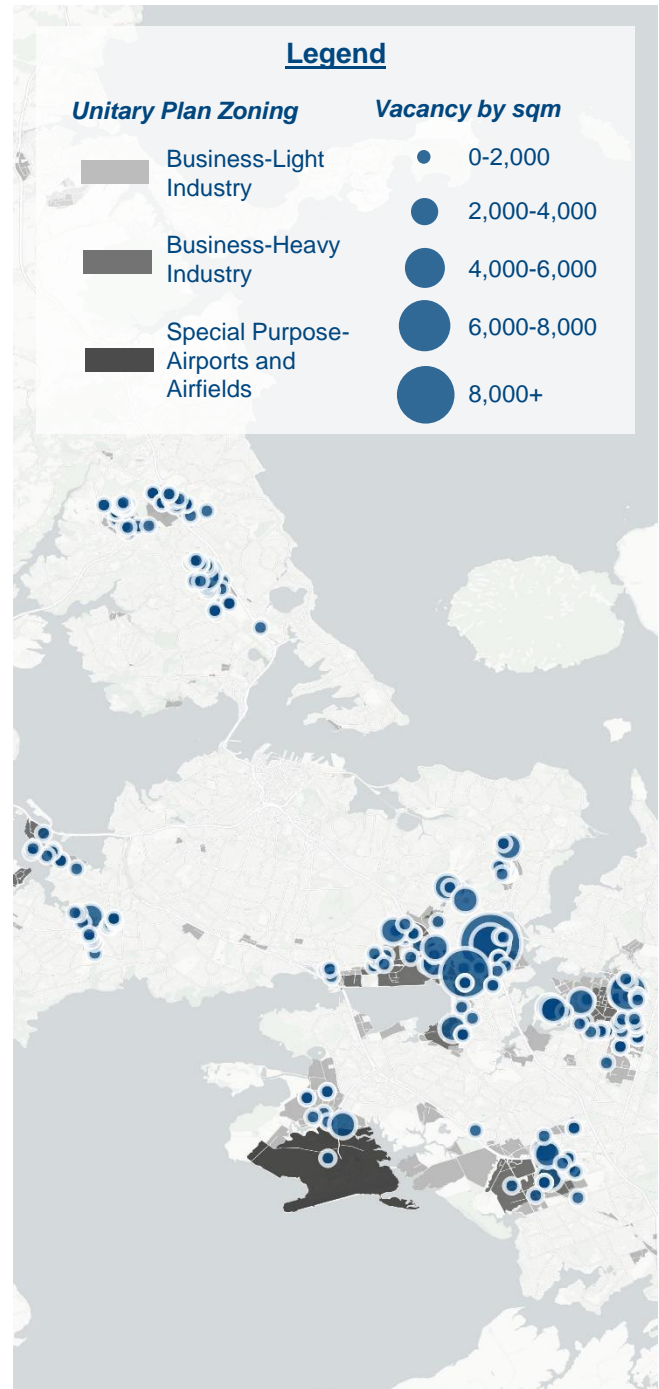 Legend
Unitary Plan Zoning
Business-Light
Industry
Business-Heavy
Industry
Special Purpose-
Airports and
Airfields
Vacancy by sqm
0-2,000
2,000-4,000
4,000-6,000
6,000-8,000
8,000+